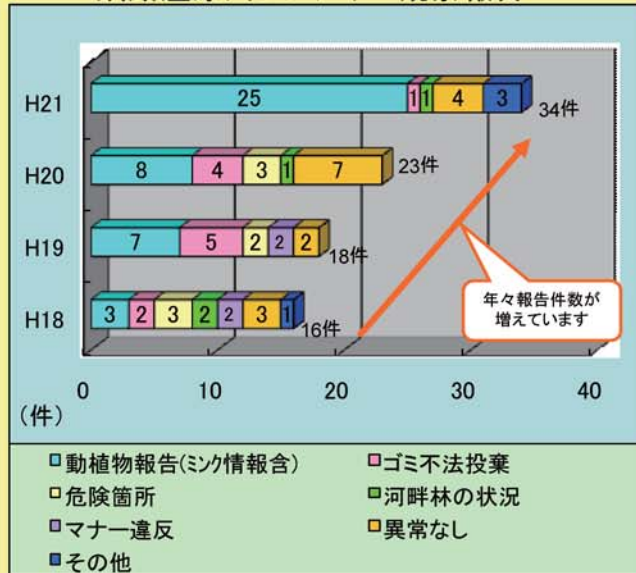 H21
25
1
1
4
3
34件
H20
8
4
3
1
7
23件
H19
7
5
2
2
2
18件
H18
3
2
3
2
2
3
1
16件
年々報告件数が
増えています
0
10
20
30
40
(件)
動植物報告(ミンク情報含)
ゴミ不法投棄
危険箇所
河畔林の状況
マナー違反
異常なし
その他